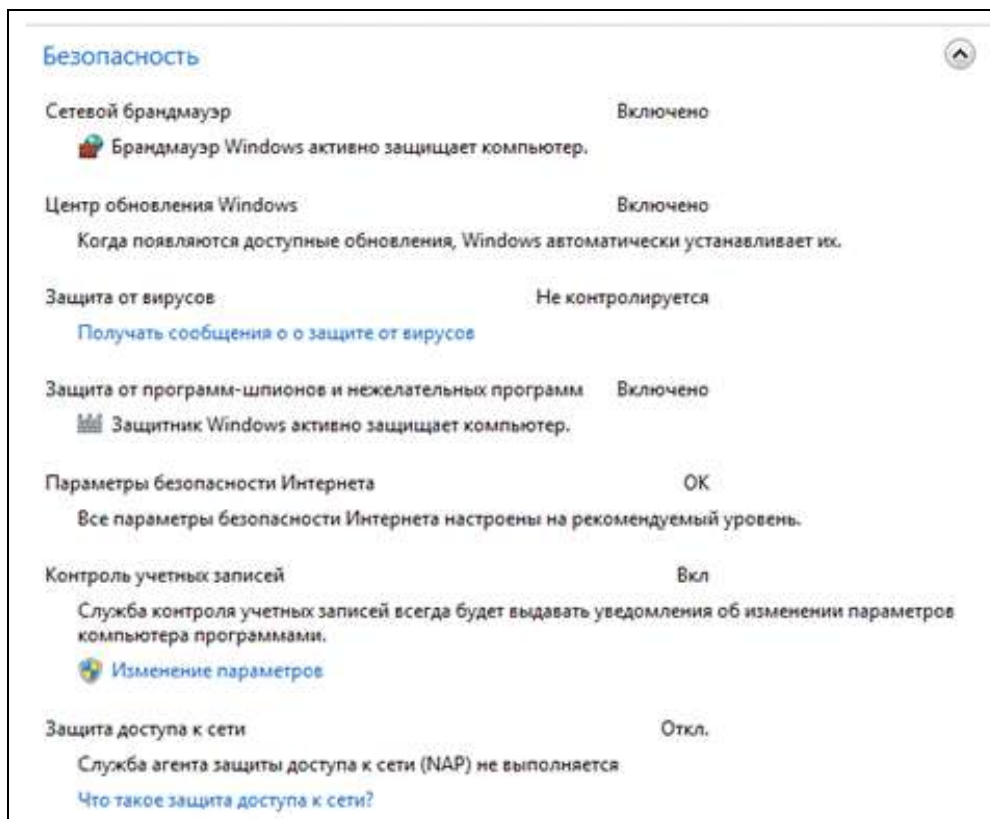 Безопасность
Сетевой брандмауэр Включено
Брандмауэр Windows активно защищает компьютер.
Центр обновления Windows Включено
Когда появляются доступные обновления, Windows автоматически устанавливает их.
Защита от вирусов Не контролируется
Получать сообщения о о защите от вирусов
Защита от программ-шпионов и нежелательных программ Включено
Защитник Windows активно защищает компьютер.
Параметры безопасности Интернета ОК
Все параметры безопасности Интернета настроены на рекомендуемый уровень.
Контроль учетных записей Вкл
Служба контроля учетных записей всегда будет выдавать уведомления об изменении параметров
компьютера программами.
Изменение параметров
Защита доступа к сети Откл.
Служба агента защиты доступа к сети (NAP) не выполняется
Что такое защита доступа к сети?